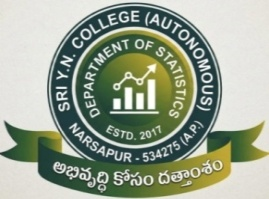 SRI Y.N. COLLEGE (AUTONOMOUS)
DEPARTMENT OF STATISTICS
ESTD. 2017
NARSAPUR - 534275 (A.P.)
అభివృద్ధి కోసం దత్తాంశం